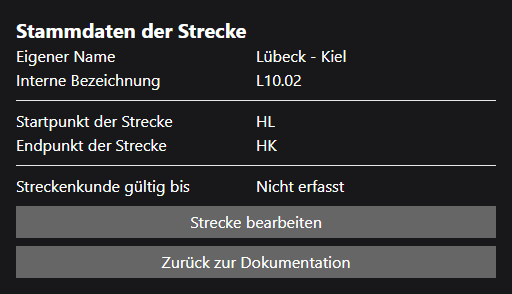 Stammdaten der Strecke
Eigener Name Lübeck - Kiel
Interne Bezeichnung L10.02
Startpunkt der Strecke HL
Endpunkt der Strecke HK
Streckenkunde gültig bis Nicht erfasst
Strecke bearbeiten
Zurück zur Dokumentation